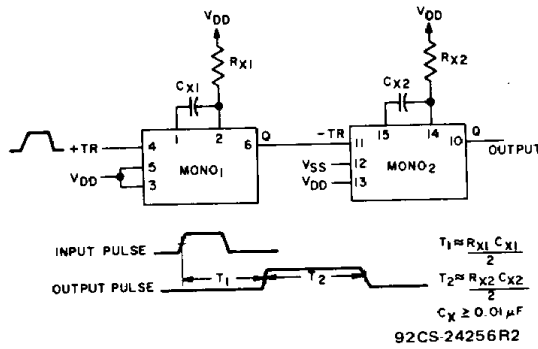 VDD
RX1
CX1
1 2
+TR 4
6 Q
5
VDD
3
MONO1
VDD
RX2
CX2
15 14
-TR
11
10 Q
OUTPUT
VSS 12
VDD 13
MONO2
INPUT PULSE
T1
T2
OUTPUT PULSE
T1 ≈ RX1 CX1
2
T2 ≈ RX2 CX2
2
CX ≥ 0.01 µF
92CS-24256R2